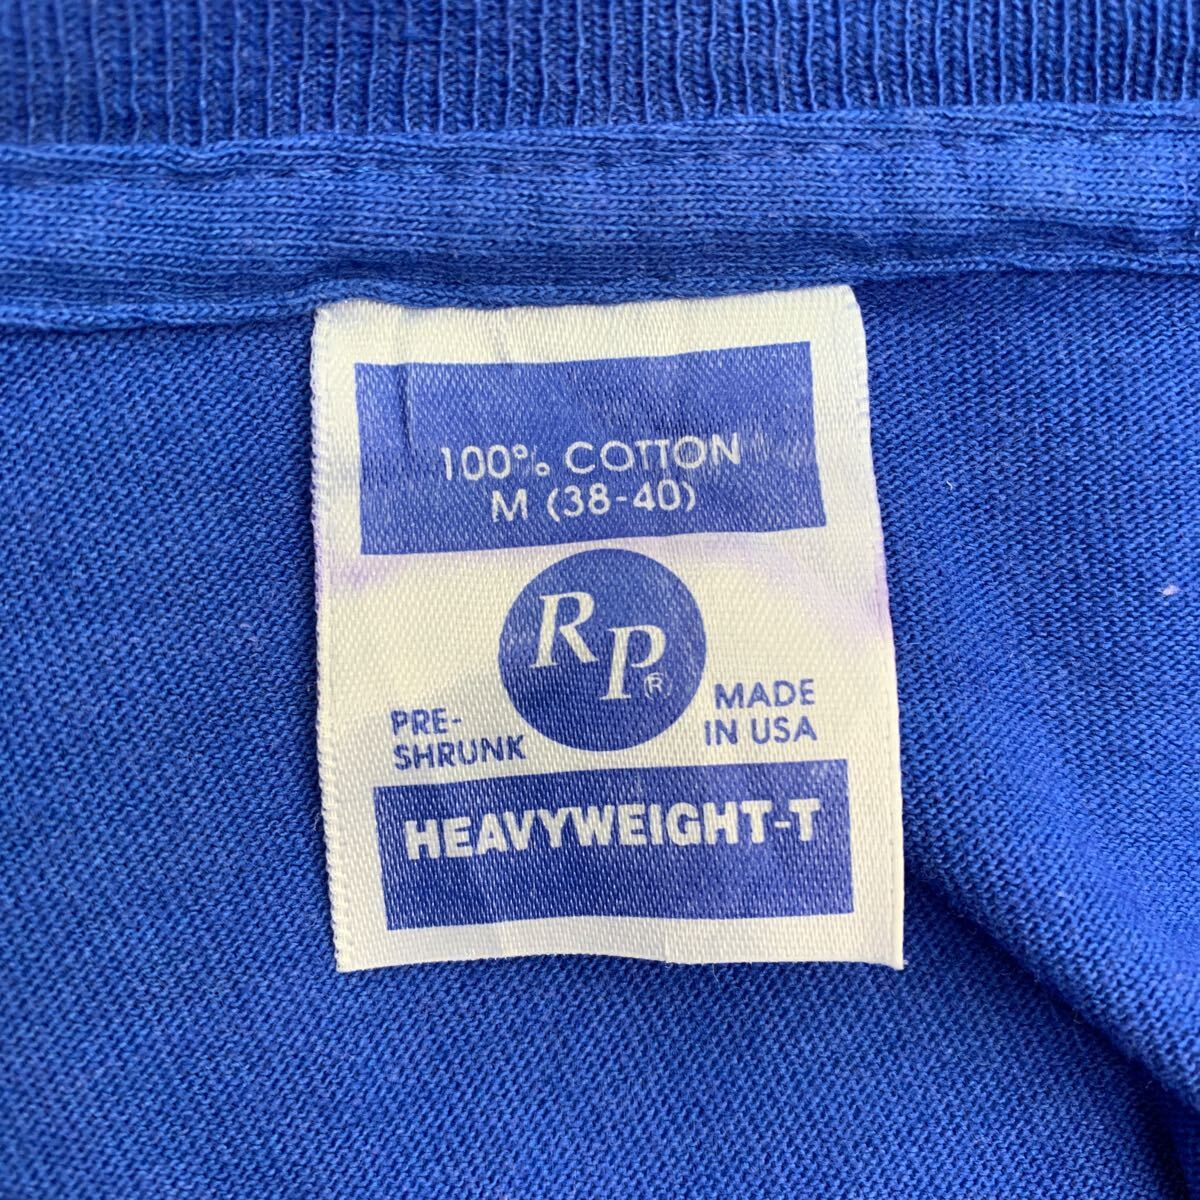 100% COTTON
M (38-40)
RP®
PRE-
SHRUNK
MADE
IN USA
HEAVYWEIGHT-T